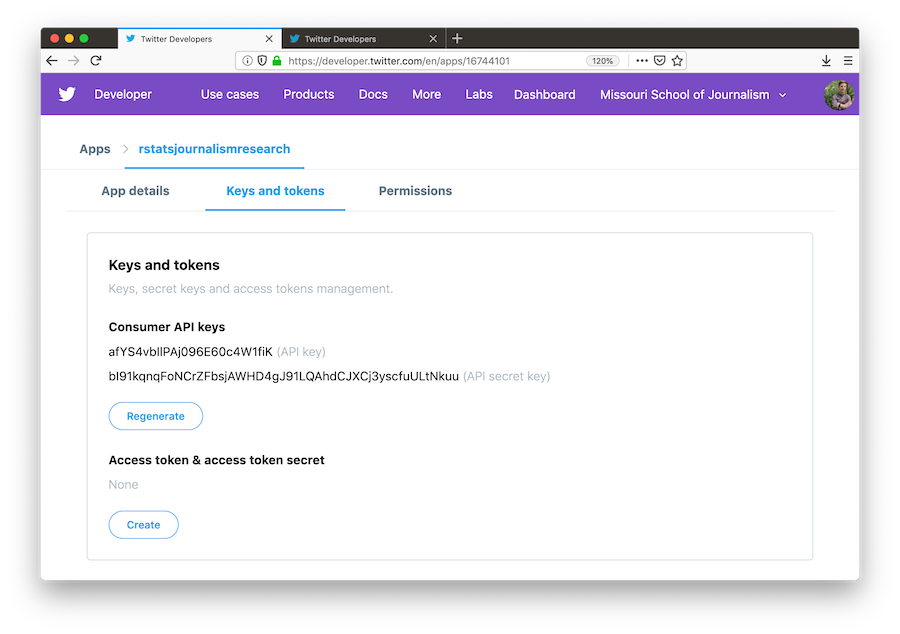 Twitter Developers
Twitter Developers
https://developer.twitter.com/en/apps/16744101
120%
Developer Use cases Products Docs More Labs Dashboard Missouri School of Journalism
Apps rstatsjournalismresearch
App details Keys and tokens Permissions
Keys and tokens
Keys, secret keys and access tokens management.
Consumer API keys
afYS4vbIlPAj096E60c4W1fiK (API key)
bI91kqnqFoNCrZFbsjAWHD4gJ91LQAhdCJXCj3yscfuULtNkuu (API secret key)
Regenerate
Access token & access token secret
None
Create